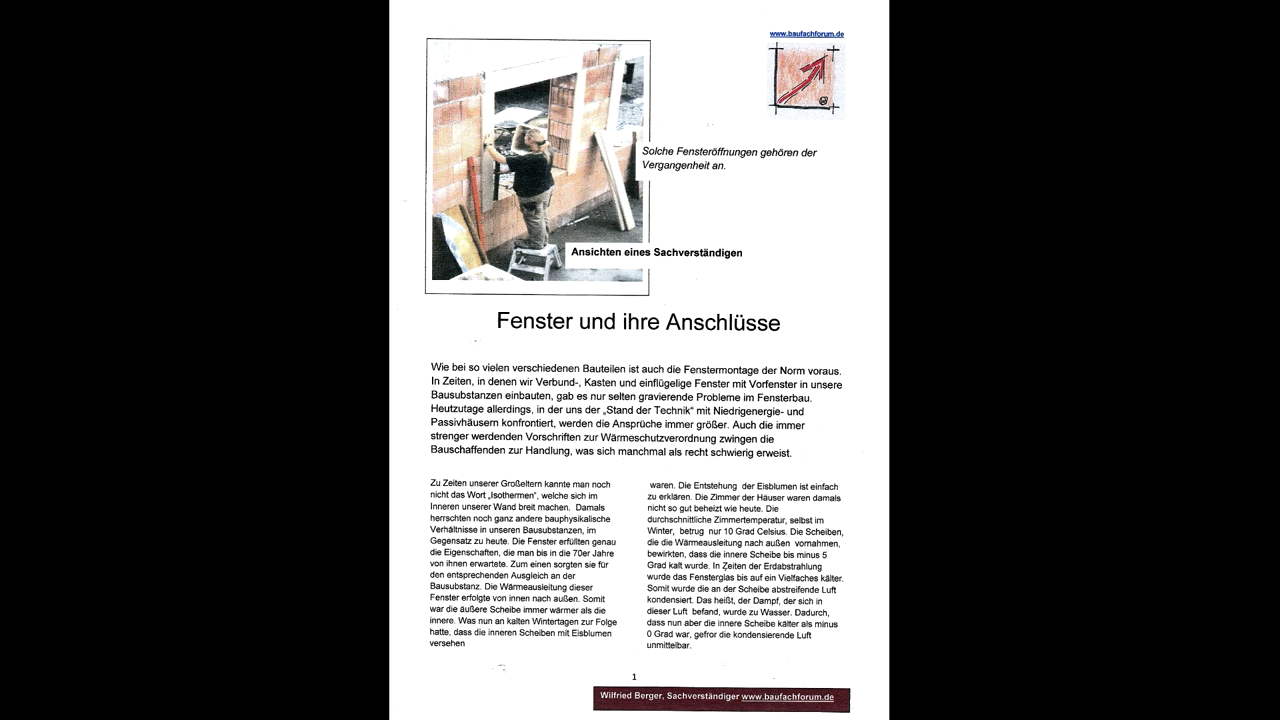 www.baufachforum.de
Solche Fensteröffnungen gehören der
Vergangenheit an.
Ansichten eines Sachverständigen
Fenster und ihre Anschlüsse
Wie bei so vielen verschiedenen Bauteilen ist auch die Fenstermontage der Norm voraus.
In Zeiten, in denen wir Verbund-, Kasten und einflügelige Fenster mit Vorfenster in unsere
Bausubstanzen einbauten, gab es nur selten gravierende Probleme im Fensterbau.
Heutzutage allerdings, in der uns der „Stand der Technik“ mit Niedrigenergie- und
Passivhäusern konfrontiert, werden die Ansprüche immer größer. Auch die immer
strenger werdenden Vorschriften zur Wärmeschutzverordnung zwingen die
Bauschaffenden zur Handlung, was sich manchmal als recht schwierig erweist.
Zu Zeiten unserer Großeltern kannte man noch
nicht das Wort „Isothermen“, welche sich im
Inneren unserer Wand breit machen. Damals
herrschten noch ganz andere bauphysikalische
Verhältnisse in unseren Bausubstanzen, im
Gegensatz zu heute. Die Fenster erfüllten genau
die Eigenschaften, die man bis in die 70er Jahre
von ihnen erwartete. Zum einen sorgten sie für
den entsprechenden Ausgleich an der
Bausubstanz. Die Wärmeausleitung dieser
Fenster erfolgte von innen nach außen. Somit
war die äußere Scheibe immer wärmer als die
innere. Was nun an kalten Wintertagen zur Folge
hatte, dass die inneren Scheiben mit Eisblumen
versehen
waren. Die Entstehung der Eisblumen ist einfach
zu erklären. Die Zimmer der Häuser waren damals
nicht so gut beheizt wie heute. Die
durchschnittliche Zimmertemperatur, selbst im
Winter, betrug nur 10 Grad Celsius. Die Scheiben,
die die Wärmeausleitung nach außen vornahmen,
bewirkten, dass die innere Scheibe bis minus 5
Grad kalt wurde. In Zeiten der Erdabstrahlung
wurde das Fensterglas bis auf ein Vielfaches kälter.
Somit wurde die an der Scheibe abstreifende Luft
kondensiert. Das heißt, der Dampf, der sich in
dieser Luft befand, wurde zu Wasser. Dadurch,
dass nun aber die innere Scheibe kälter als minus
0 Grad war, gefror die kondensierende Luft
unmittelbar.
1
Wilfried Berger, Sachverständiger www.baufachforum.de